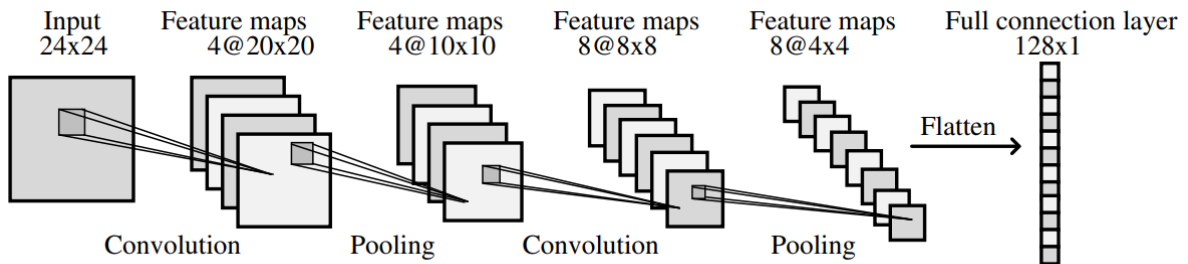 Input
24x24
Feature maps
4@20x20
Feature maps
4@10x10
Feature maps
8@8x8
Feature maps
8@4x4
Full connection layer
128x1
Flatten
Convolution
Pooling
Convolution
Pooling